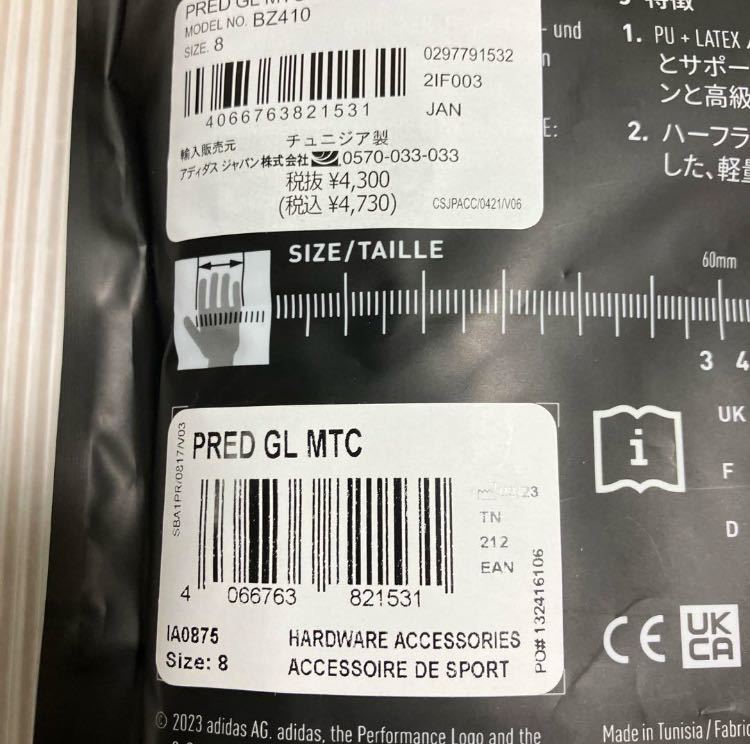 PRED GL MTC
MODEL NO. BZ410
SIZE. 8
0297791532
2IF003
JAN
4066763821531
輸入販売元
チュニジア製
アディダス ジャパン株式会社 0570-033-033
税抜 ¥4,300
(税込 ¥4,730)
CSJPACC/0421/V06
特徴
und
1. PU + LATEX
とサポー
ンと高級
E:
2. ハーフラ
した、軽量
SIZE/TAILLE
60mm
3 4
SBA1PR/0817/V03
PRED GL MTC
23
TN
212
EAN
4 066763 821531
PO# 132416106
IA0875
HARDWARE ACCESSORIES
Size: 8
ACCESSOIRE DE SPORT
i
UK
F
D
CE
UK
CA
© 2023 adidas AG. adidas, the Performance Logo and the
Made in Tunisia / Fabri